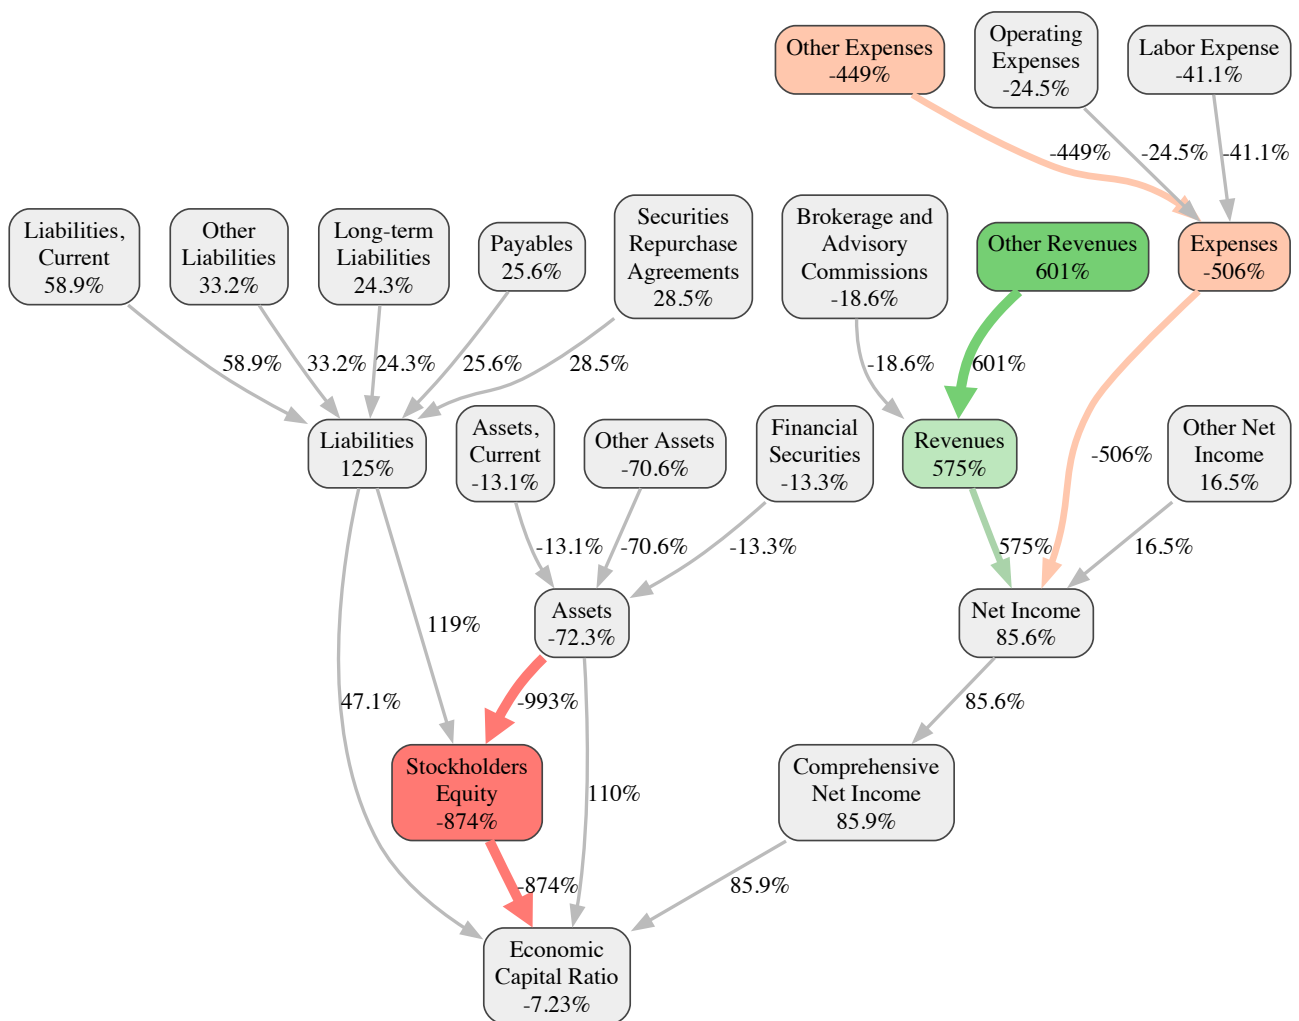 Other Expenses
-449%
Operating
Expenses
-24.5%
Labor Expense
-41.1%
-449%
-24.5%
-41.1%
Liabilities,
Current
58.9%
Other
Liabilities
33.2%
Long-term
Liabilities
24.3%
Payables
25.6%
Securities
Repurchase
Agreements
28.5%
Brokerage and
Advisory
Commissions
-18.6%
Other Revenues
601%
Expenses
-506%
58.9%
33.2%
24.3%
25.6%
28.5%
-18.6%
601%
Liabilities
125%
Assets,
Current
-13.1%
Other Assets
-70.6%
Financial
Securities
-13.3%
Revenues
575%
-506%
Other Net
Income
16.5%
-13.1%
-70.6%
-13.3%
575%
16.5%
119%
Assets
-72.3%
Net Income
85.6%
47.1%
-993%
85.6%
Stockholders
Equity
-874%
110%
Comprehensive
Net Income
85.9%
-874%
85.9%
Economic
Capital Ratio
-7.23%